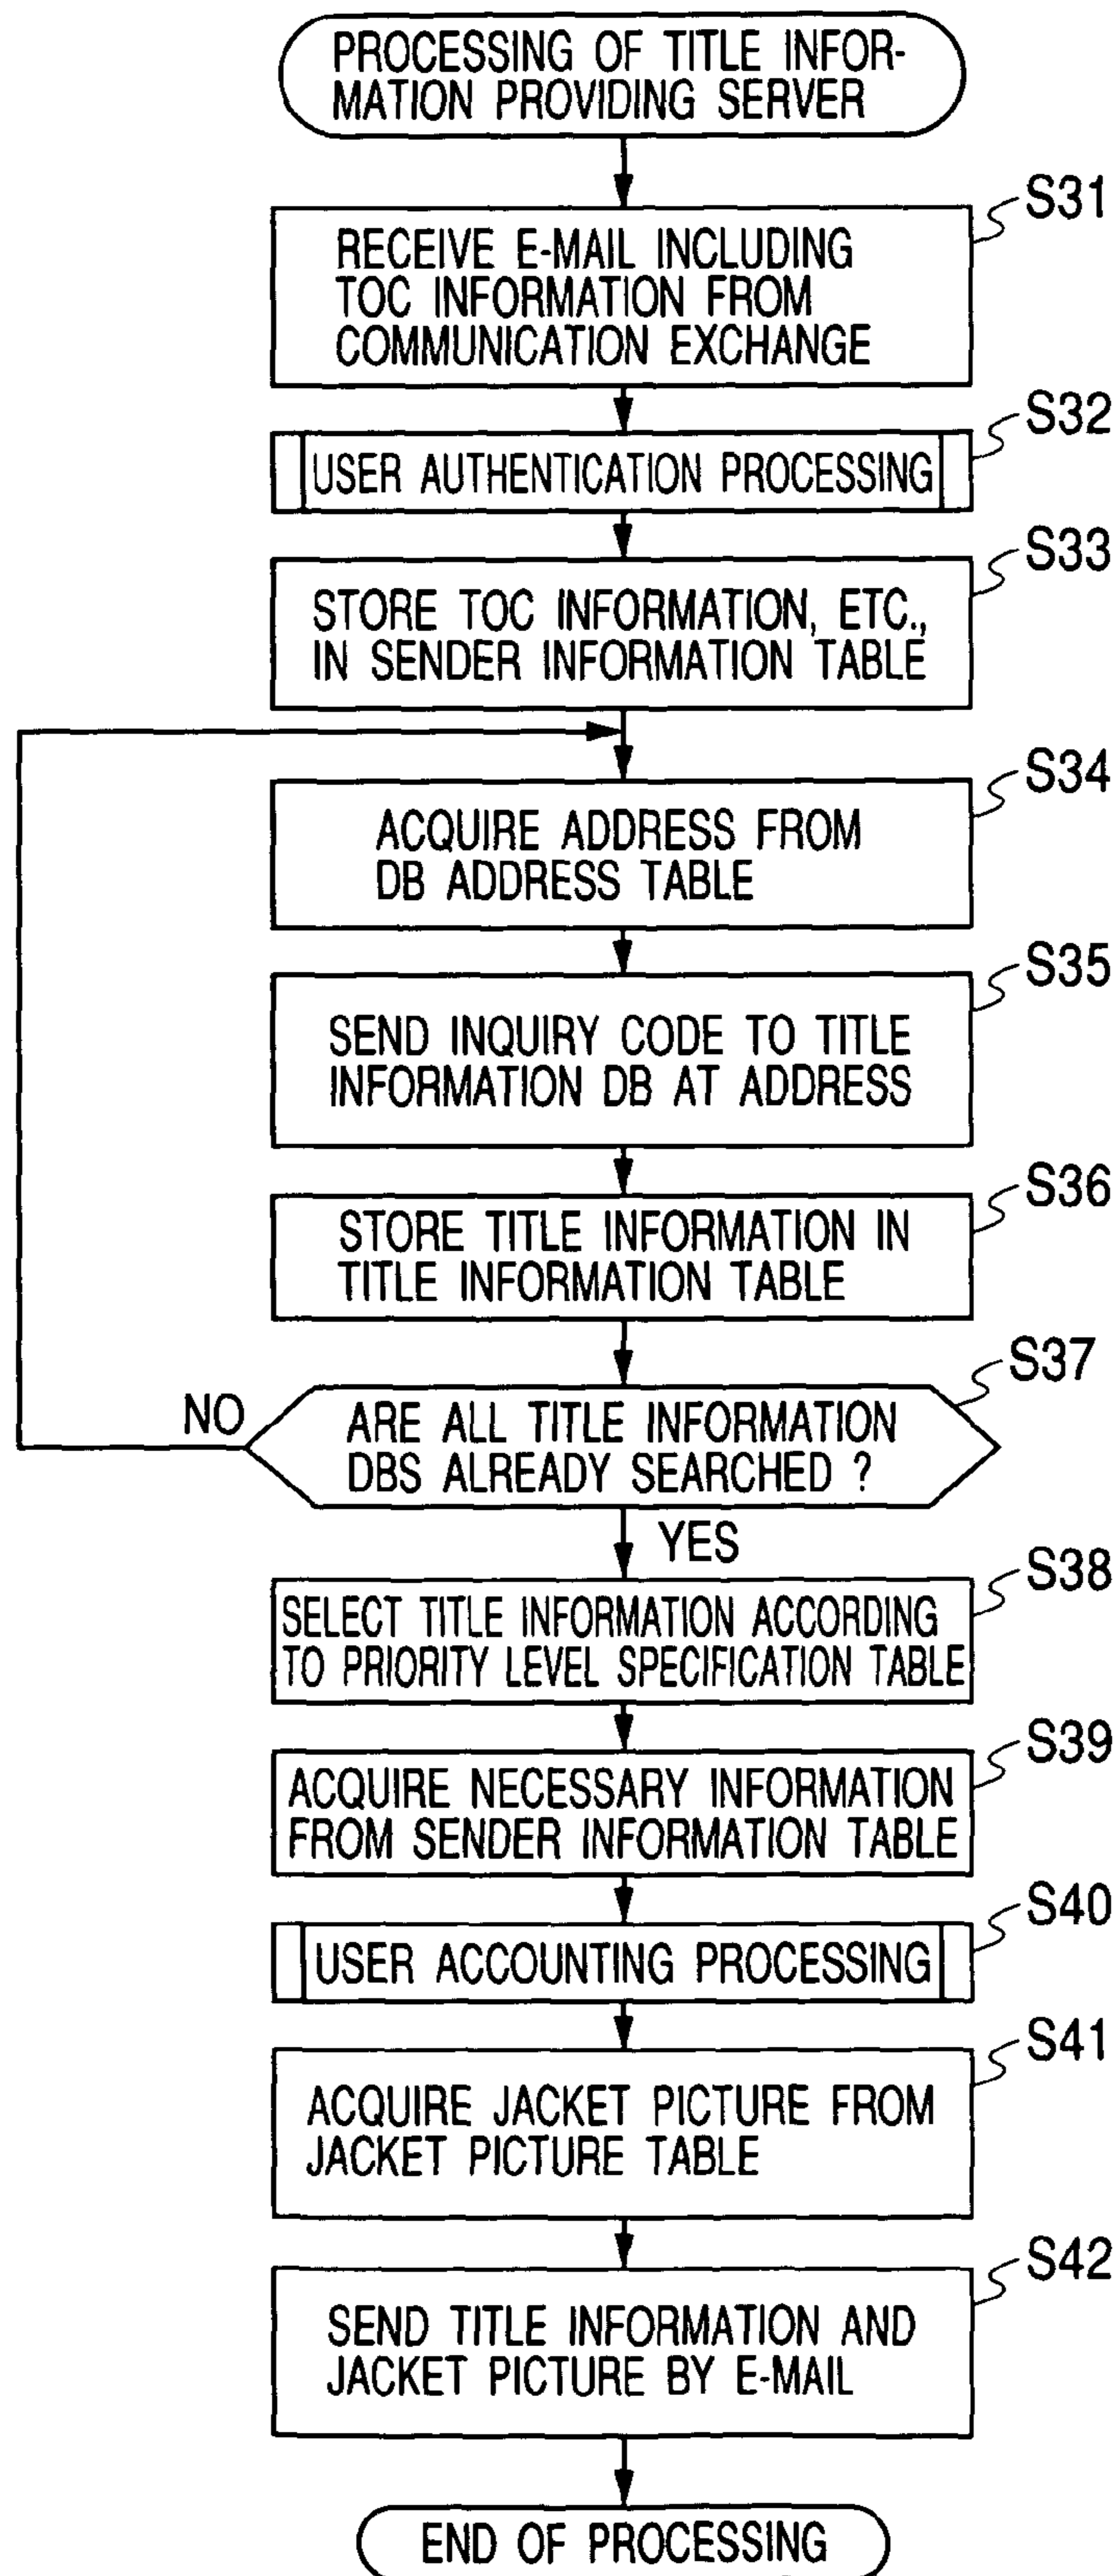 PROCESSING OF TITLE INFOR-
MATION PROVIDING SERVER
S31
RECEIVE E-MAIL INCLUDING
TOC INFORMATION FROM
COMMUNICATION EXCHANGE
S32
USER AUTHENTICATION PROCESSING
S33
STORE TOC INFORMATION, ETC.,
IN SENDER INFORMATION TABLE
S34
ACQUIRE ADDRESS FROM
DB ADDRESS TABLE
S35
SEND INQUIRY CODE TO TITLE
INFORMATION DB AT ADDRESS
S36
STORE TITLE INFORMATION IN
TITLE INFORMATION TABLE
S37
NO
ARE ALL TITLE INFORMATION
DBS ALREADY SEARCHED ?
YES
S38
SELECT TITLE INFORMATION ACCORDING
TO PRIORITY LEVEL SPECIFICATION TABLE
S39
ACQUIRE NECESSARY INFORMATION
FROM SENDER INFORMATION TABLE
S40
USER ACCOUNTING PROCESSING
S41
ACQUIRE JACKET PICTURE FROM
JACKET PICTURE TABLE
S42
SEND TITLE INFORMATION AND
JACKET PICTURE BY E-MAIL
END OF PROCESSING